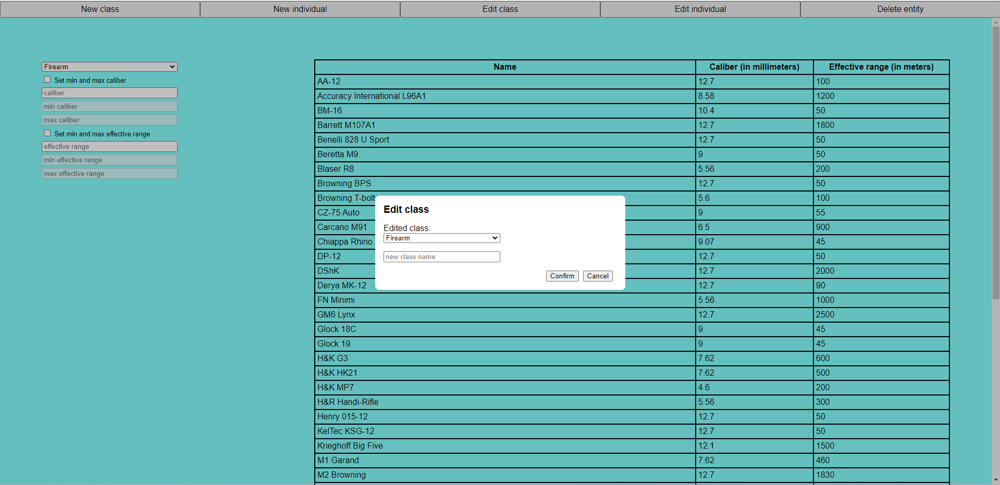 New class New individual Edit class Edit individual Delete entity
Firearm
Set min and max caliber
caliber
min caliber
max caliber
Set min and max effective range
effective range
min effective range
max effective range
Name Caliber (in millimeters) Effective range (in meters)
AA-12 12.7 100
Accuracy International L96A1 8.58 1200
BM-16 10.4 50
Barrett M107A1 12.7 1800
Benelli 828 U Sport 12.7 50
Beretta M9 9 50
Blaser R8 5.56 200
Browning BPS 12.7 50
Browning T-bolt 5.6 100
CZ-75 Auto 9 55
Carcano M91 6.5 900
Chiappa Rhino 9.07 45
DP-12 12.7 50
DShK 12.7 2000
Derya MK-12 12.7 90
FN Minimi 5.56 1000
GM6 Lynx 12.7 2500
Glock 18C 9 45
Glock 19 9 45
H&K G3 7.62 600
H&K HK21 7.62 500
H&K MP7 4.6 200
H&R Handi-Rifle 5.56 300
Henry 015-12 12.7 50
KelTec KSG-12 12.7 50
Krieghoff Big Five 12.1 1500
M1 Garand 7.62 460
M2 Browning 12.7 1830
Edit class
Edited class:
Firearm
new class name
Confirm Cancel